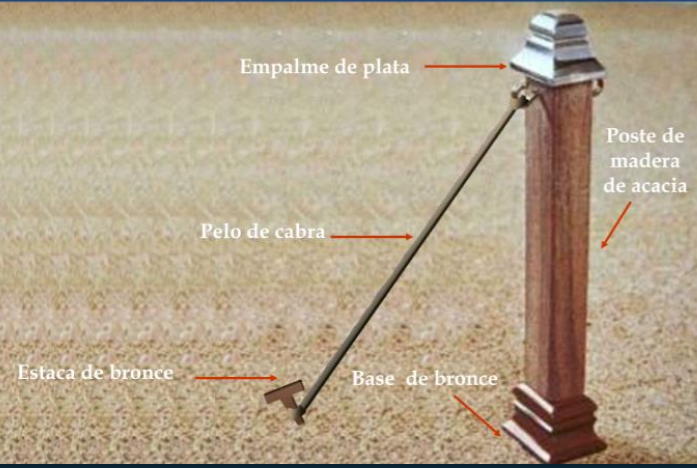 Empalme de plata
Poste de
madera
de acacia
Pelo de cabra
Estaca de bronce
Base de bronce